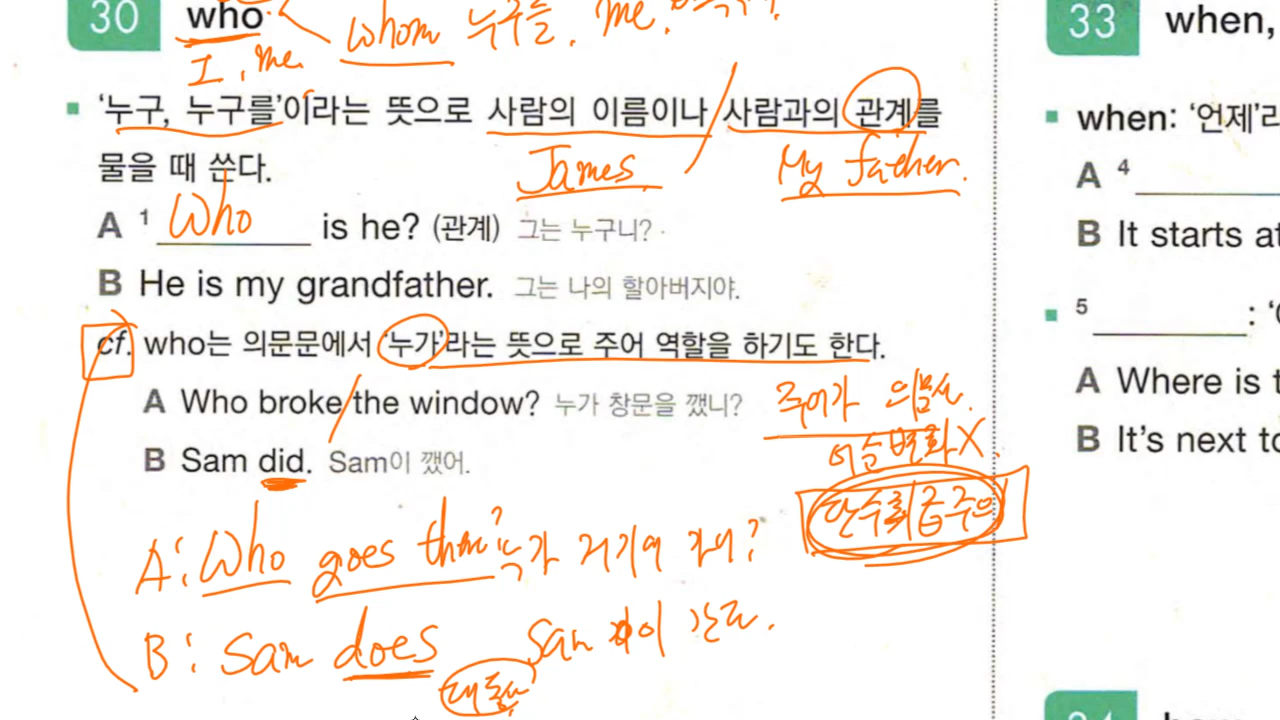 30 who
whom 누구를. me.
I, me.
'누구, 누구를'이라는 뜻으로 사람의 이름이나 사람과의 관계를
James. My father.
물을 때 쓴다.
A 1 Who is he? (관계) 그는 누구니?
B He is my grandfather. 그는 나의 할아버지야.
cf. who는 의문문에서 '누가'라는 뜻으로 주어 역할을 하기도 한다.
A Who broke the window? 누가 창문을 깼니?
B Sam did. Sam이 깼어.
주어가 의문사.
어순변화X.
한수취급주의
A: Who goes there? 누가 거기에 가니?
B: Sam does Sam이 간다.
대동사
33 when,
when: '언제'라
A 4
B It starts at
5 : '
A Where is t
B It's next to